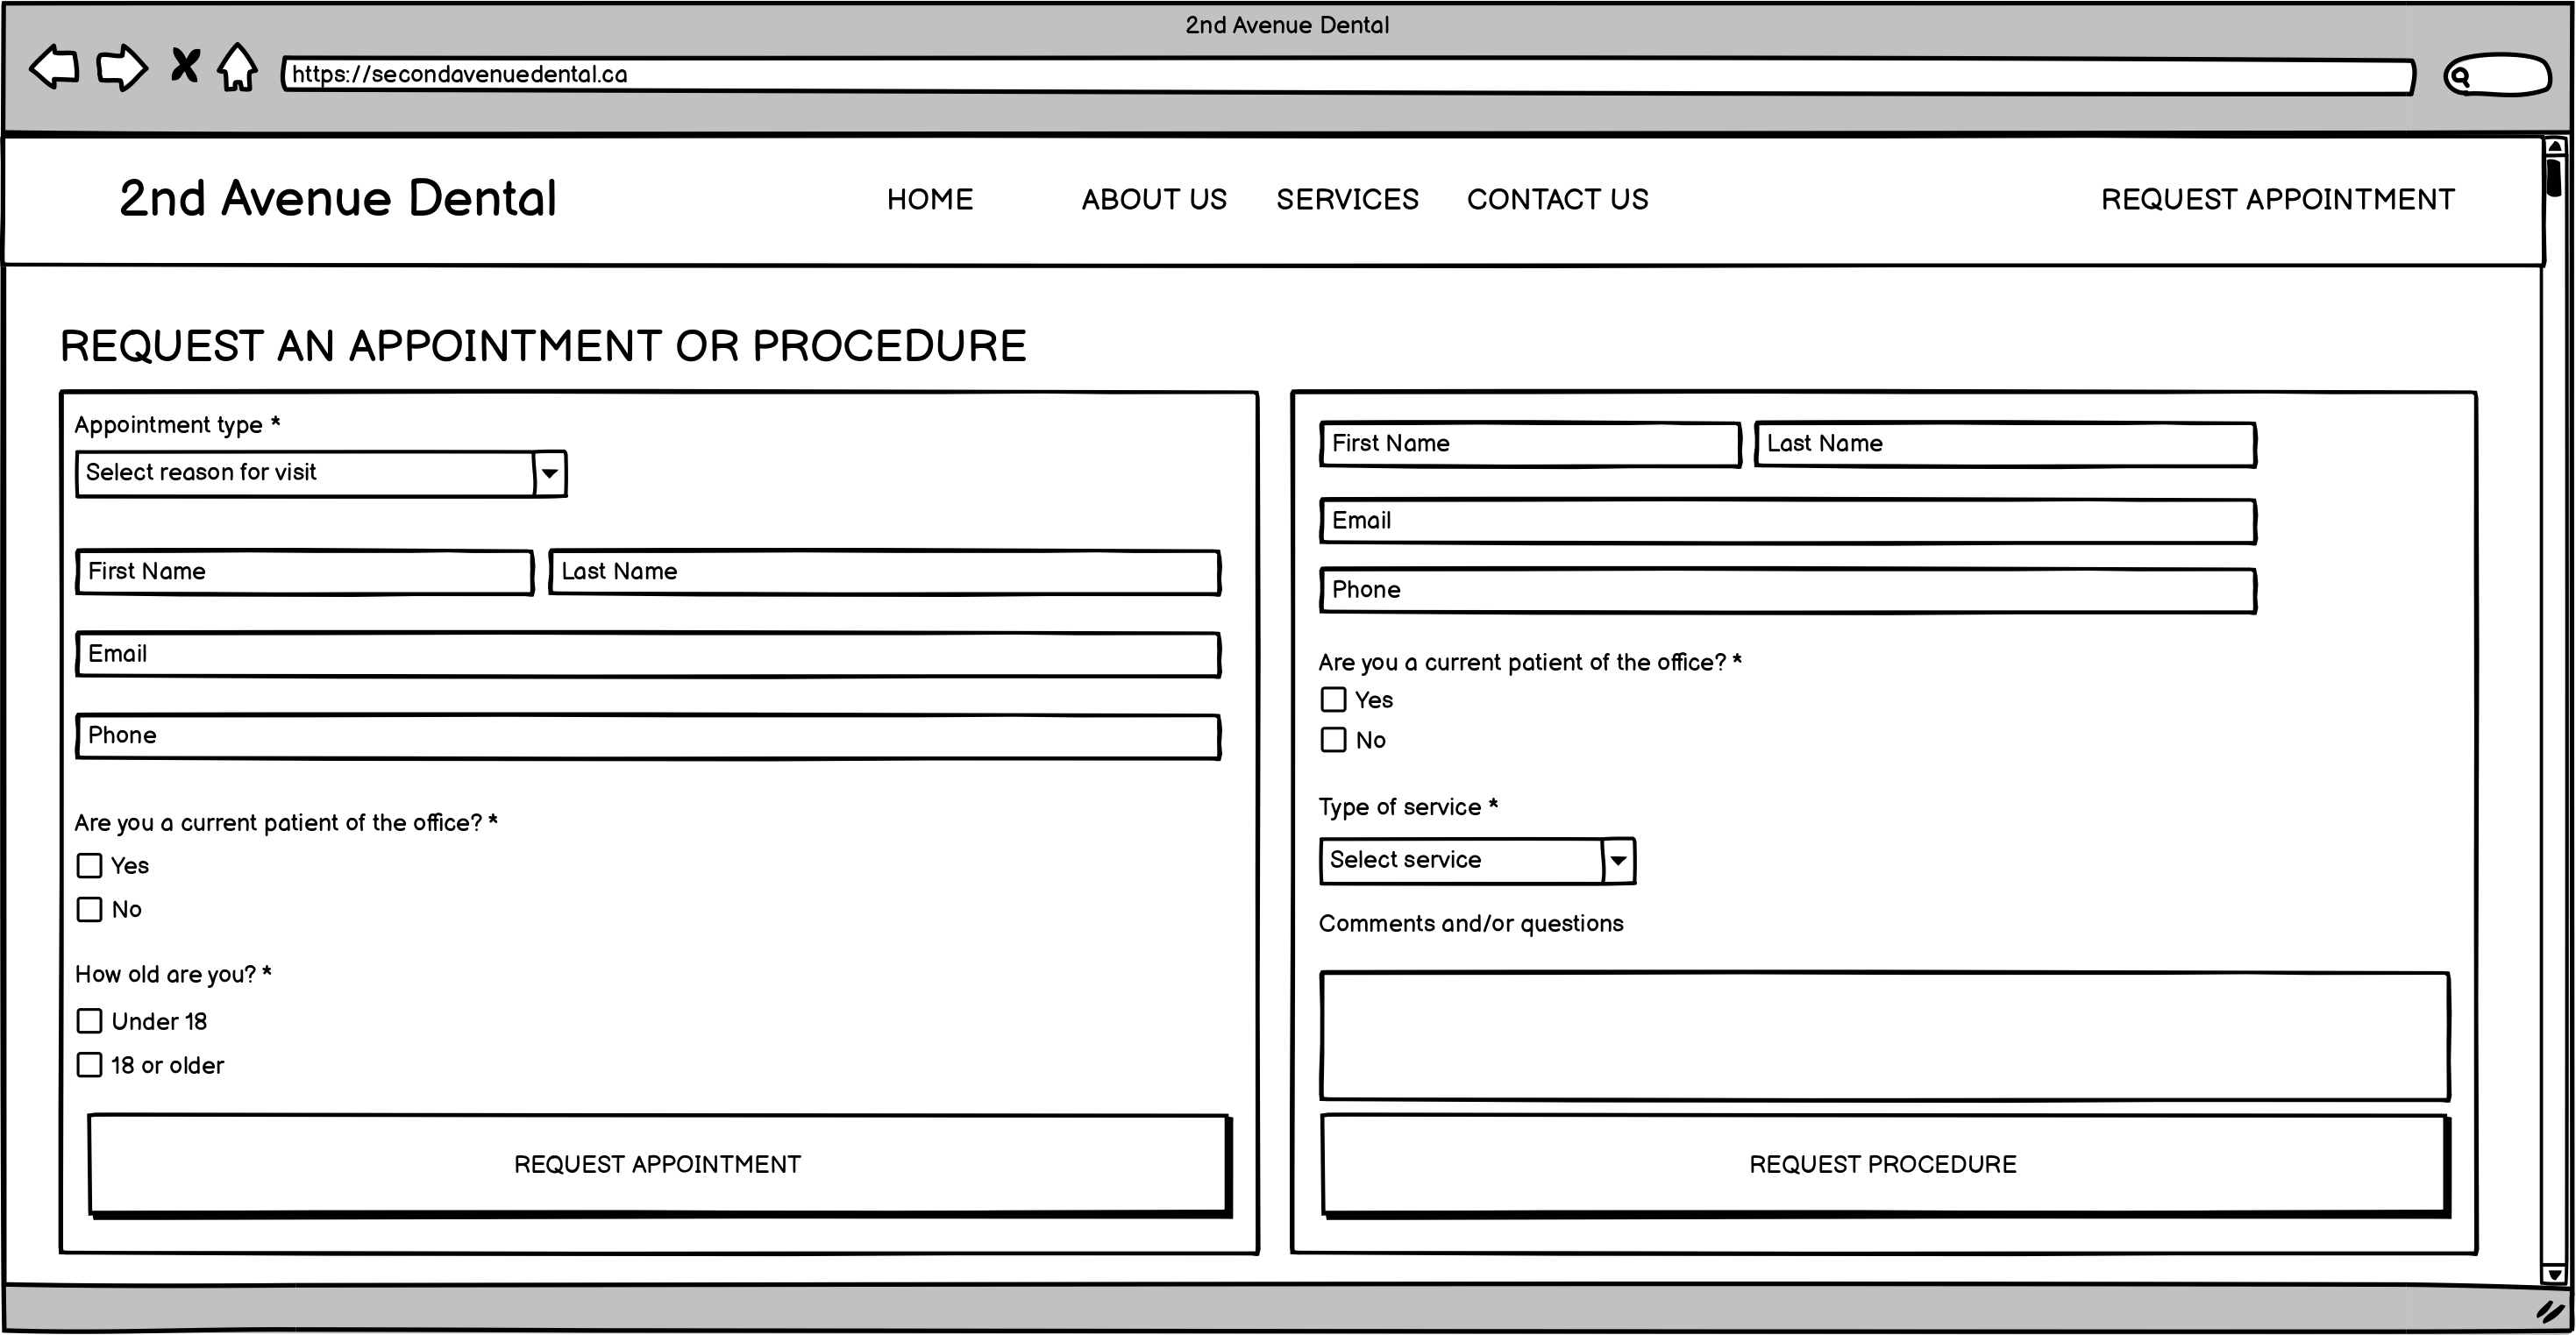 2nd Avenue Dental
https://secondavenuedental.ca
2nd Avenue Dental
HOME
ABOUT US
SERVICES
CONTACT US
REQUEST APPOINTMENT
REQUEST AN APPOINTMENT OR PROCEDURE
Appointment type *
Select reason for visit
First Name
Last Name
Email
Phone
Are you a current patient of the office? *
Yes
No
How old are you? *
Under 18
18 or older
REQUEST APPOINTMENT
First Name
Last Name
Email
Phone
Are you a current patient of the office? *
Yes
No
Type of service *
Select service
Comments and/or questions
REQUEST PROCEDURE